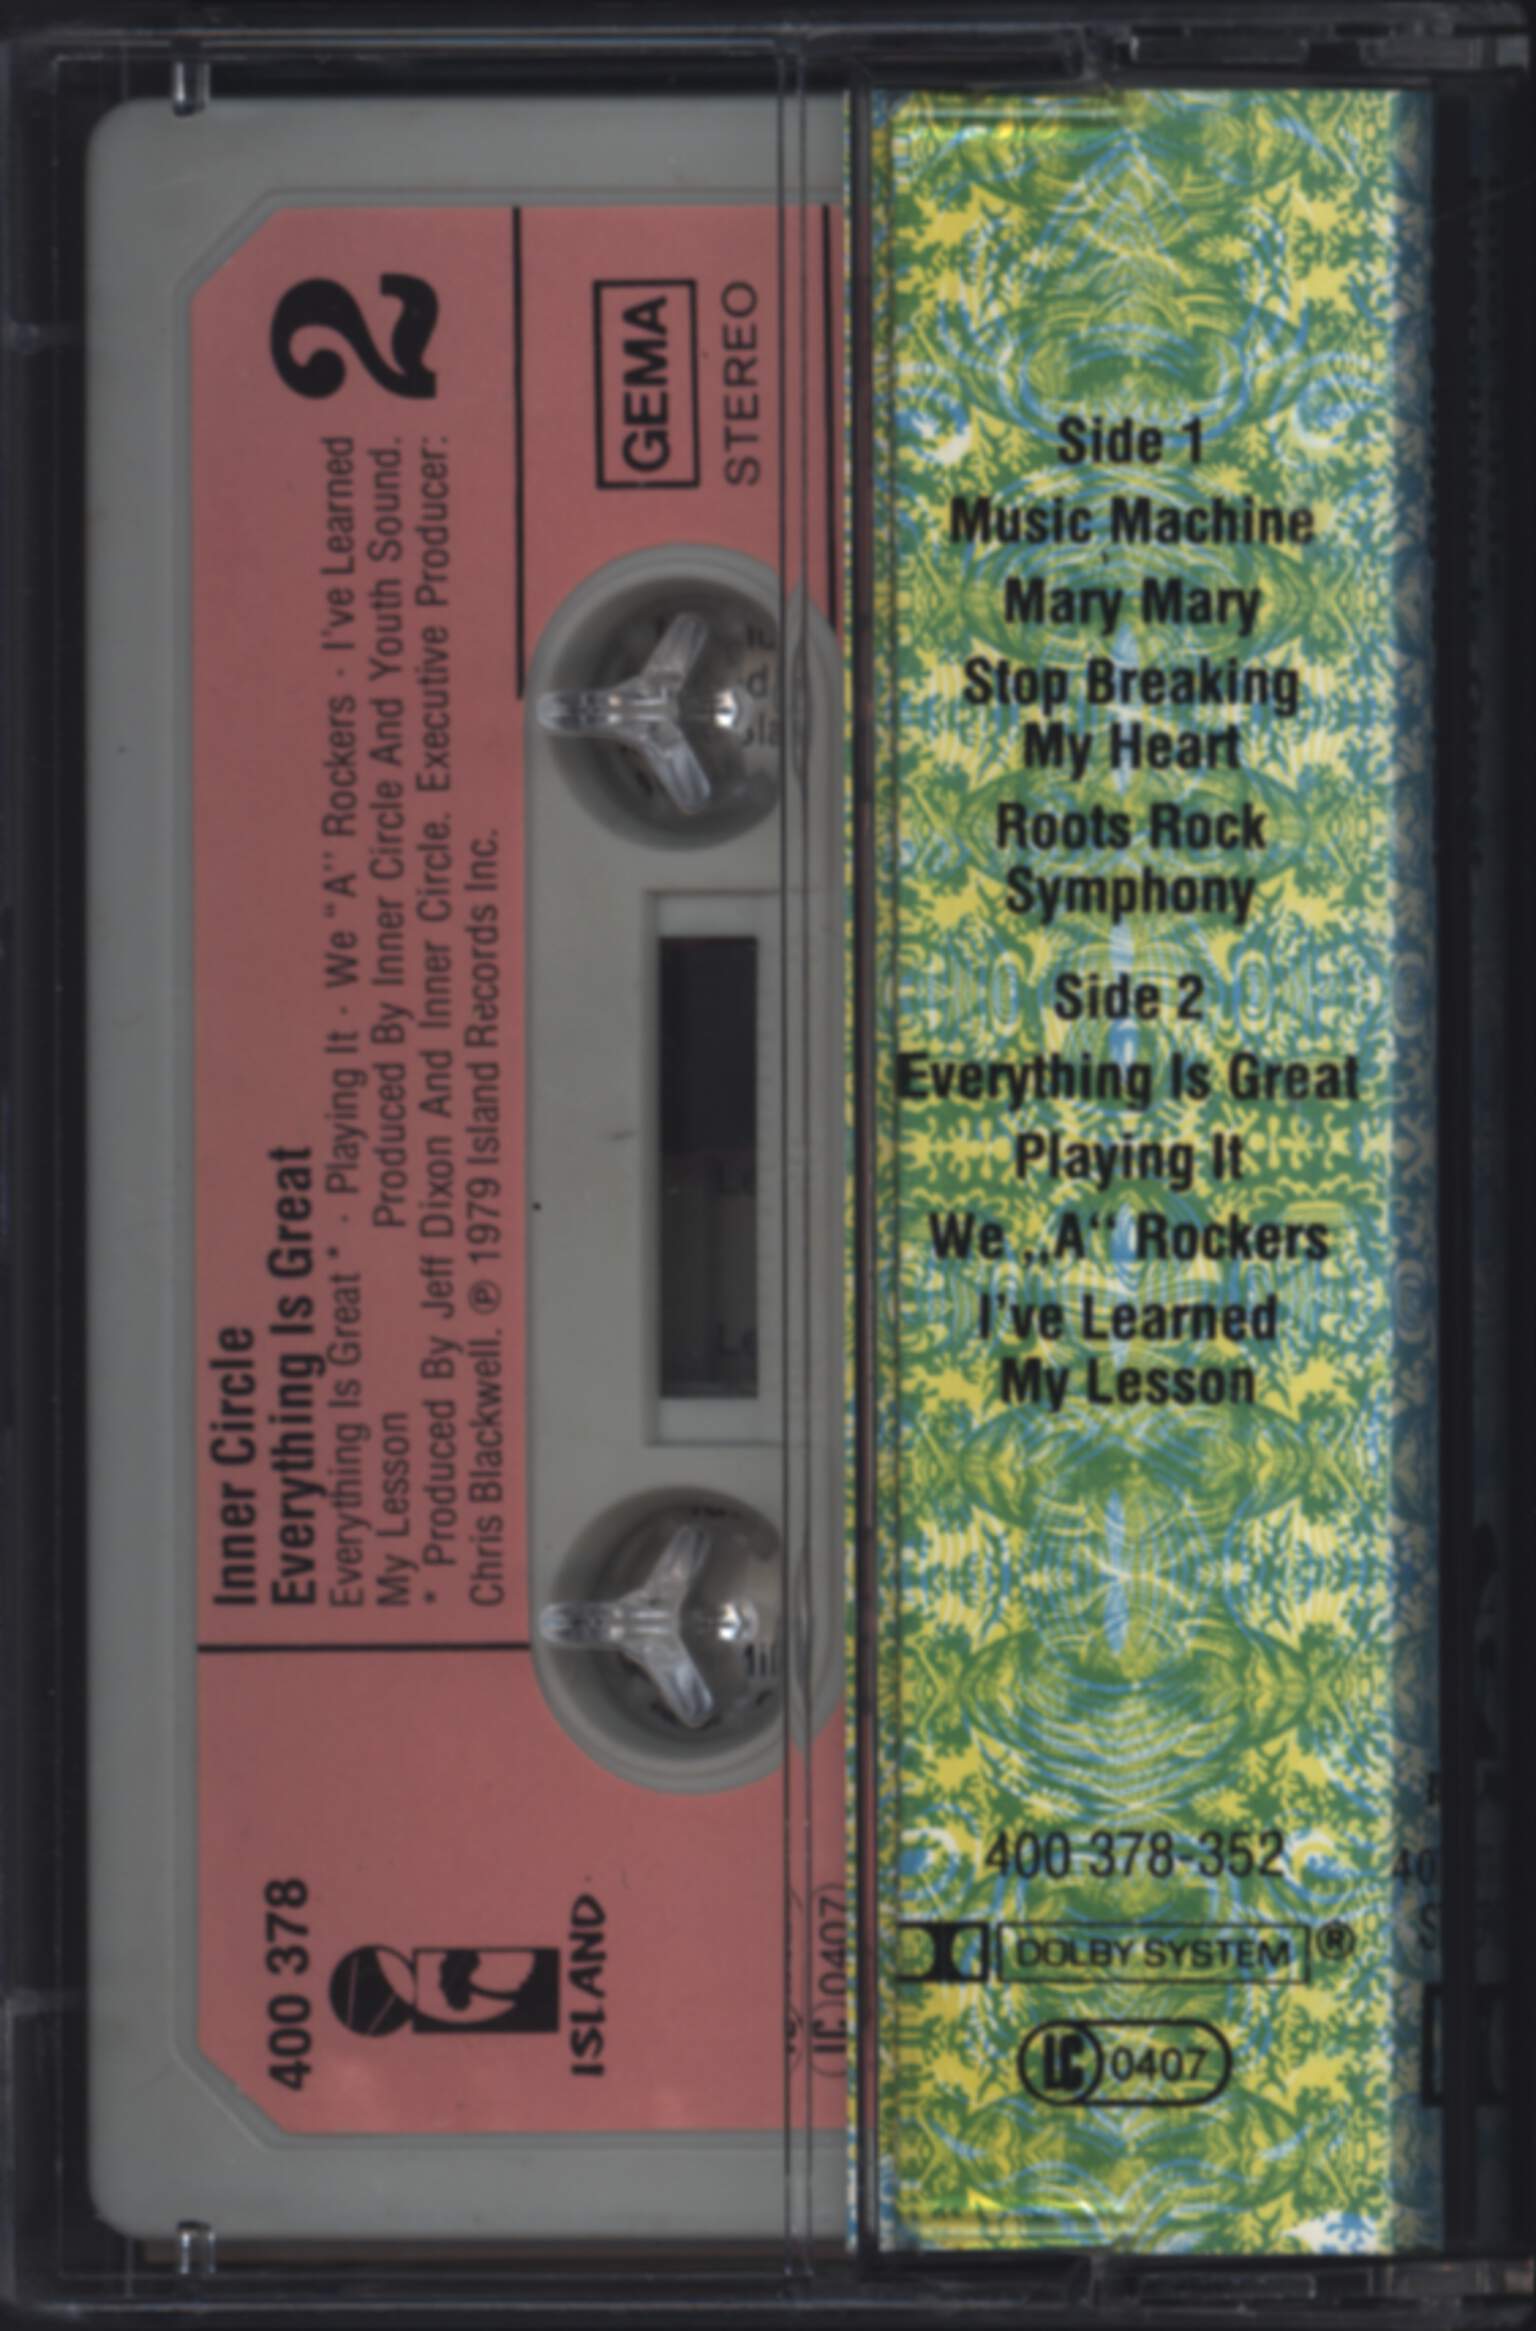 2
Inner Circle
Everything Is Great
Everything Is Great * · Playing It · We “A” Rockers · I've Learned
My Lesson
Produced By Inner Circle And Youth Sound.
* Produced By Jeff Dixon And Inner Circle. Executive Producer:
Chris Blackwell. ℗ 1979 Island Records Inc.
GEMA
STEREO
400 378
ISLAND
LC 0407
Side 1
Music Machine
Mary Mary
Stop Breaking
My Heart
Roots Rock
Symphony
Side 2
Everything Is Great
Playing It
We „A“ Rockers
I've Learned
My Lesson
400 378-352
DOLBY SYSTEM ®
LC 0407